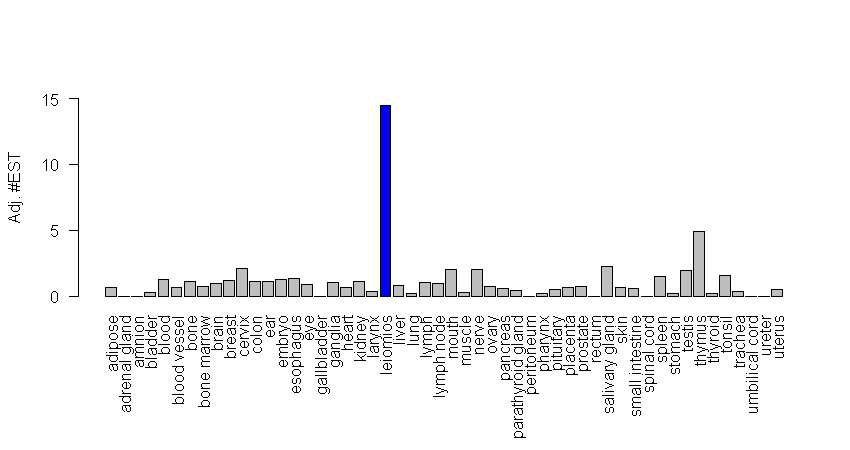 Adj. #EST
15
10
5
0
adipose
adrenal gland
amnion
bladder
blood
blood vessel
bone
bone marrow
brain
breast
cervix
colon
ear
embryo
esophagus
eye
gallbladder
ganglia
heart
kidney
larynx
leiomios
liver
lung
lymph
lymph node
mouth
muscle
nerve
ovary
pancreas
parathyroid gland
peritoneum
pharynx
pituitary
placenta
prostate
rectum
salivary gland
skin
small intestine
spinal cord
spleen
stomach
testis
thymus
thyroid
tonsil
trachea
umbilical cord
ureter
uterus